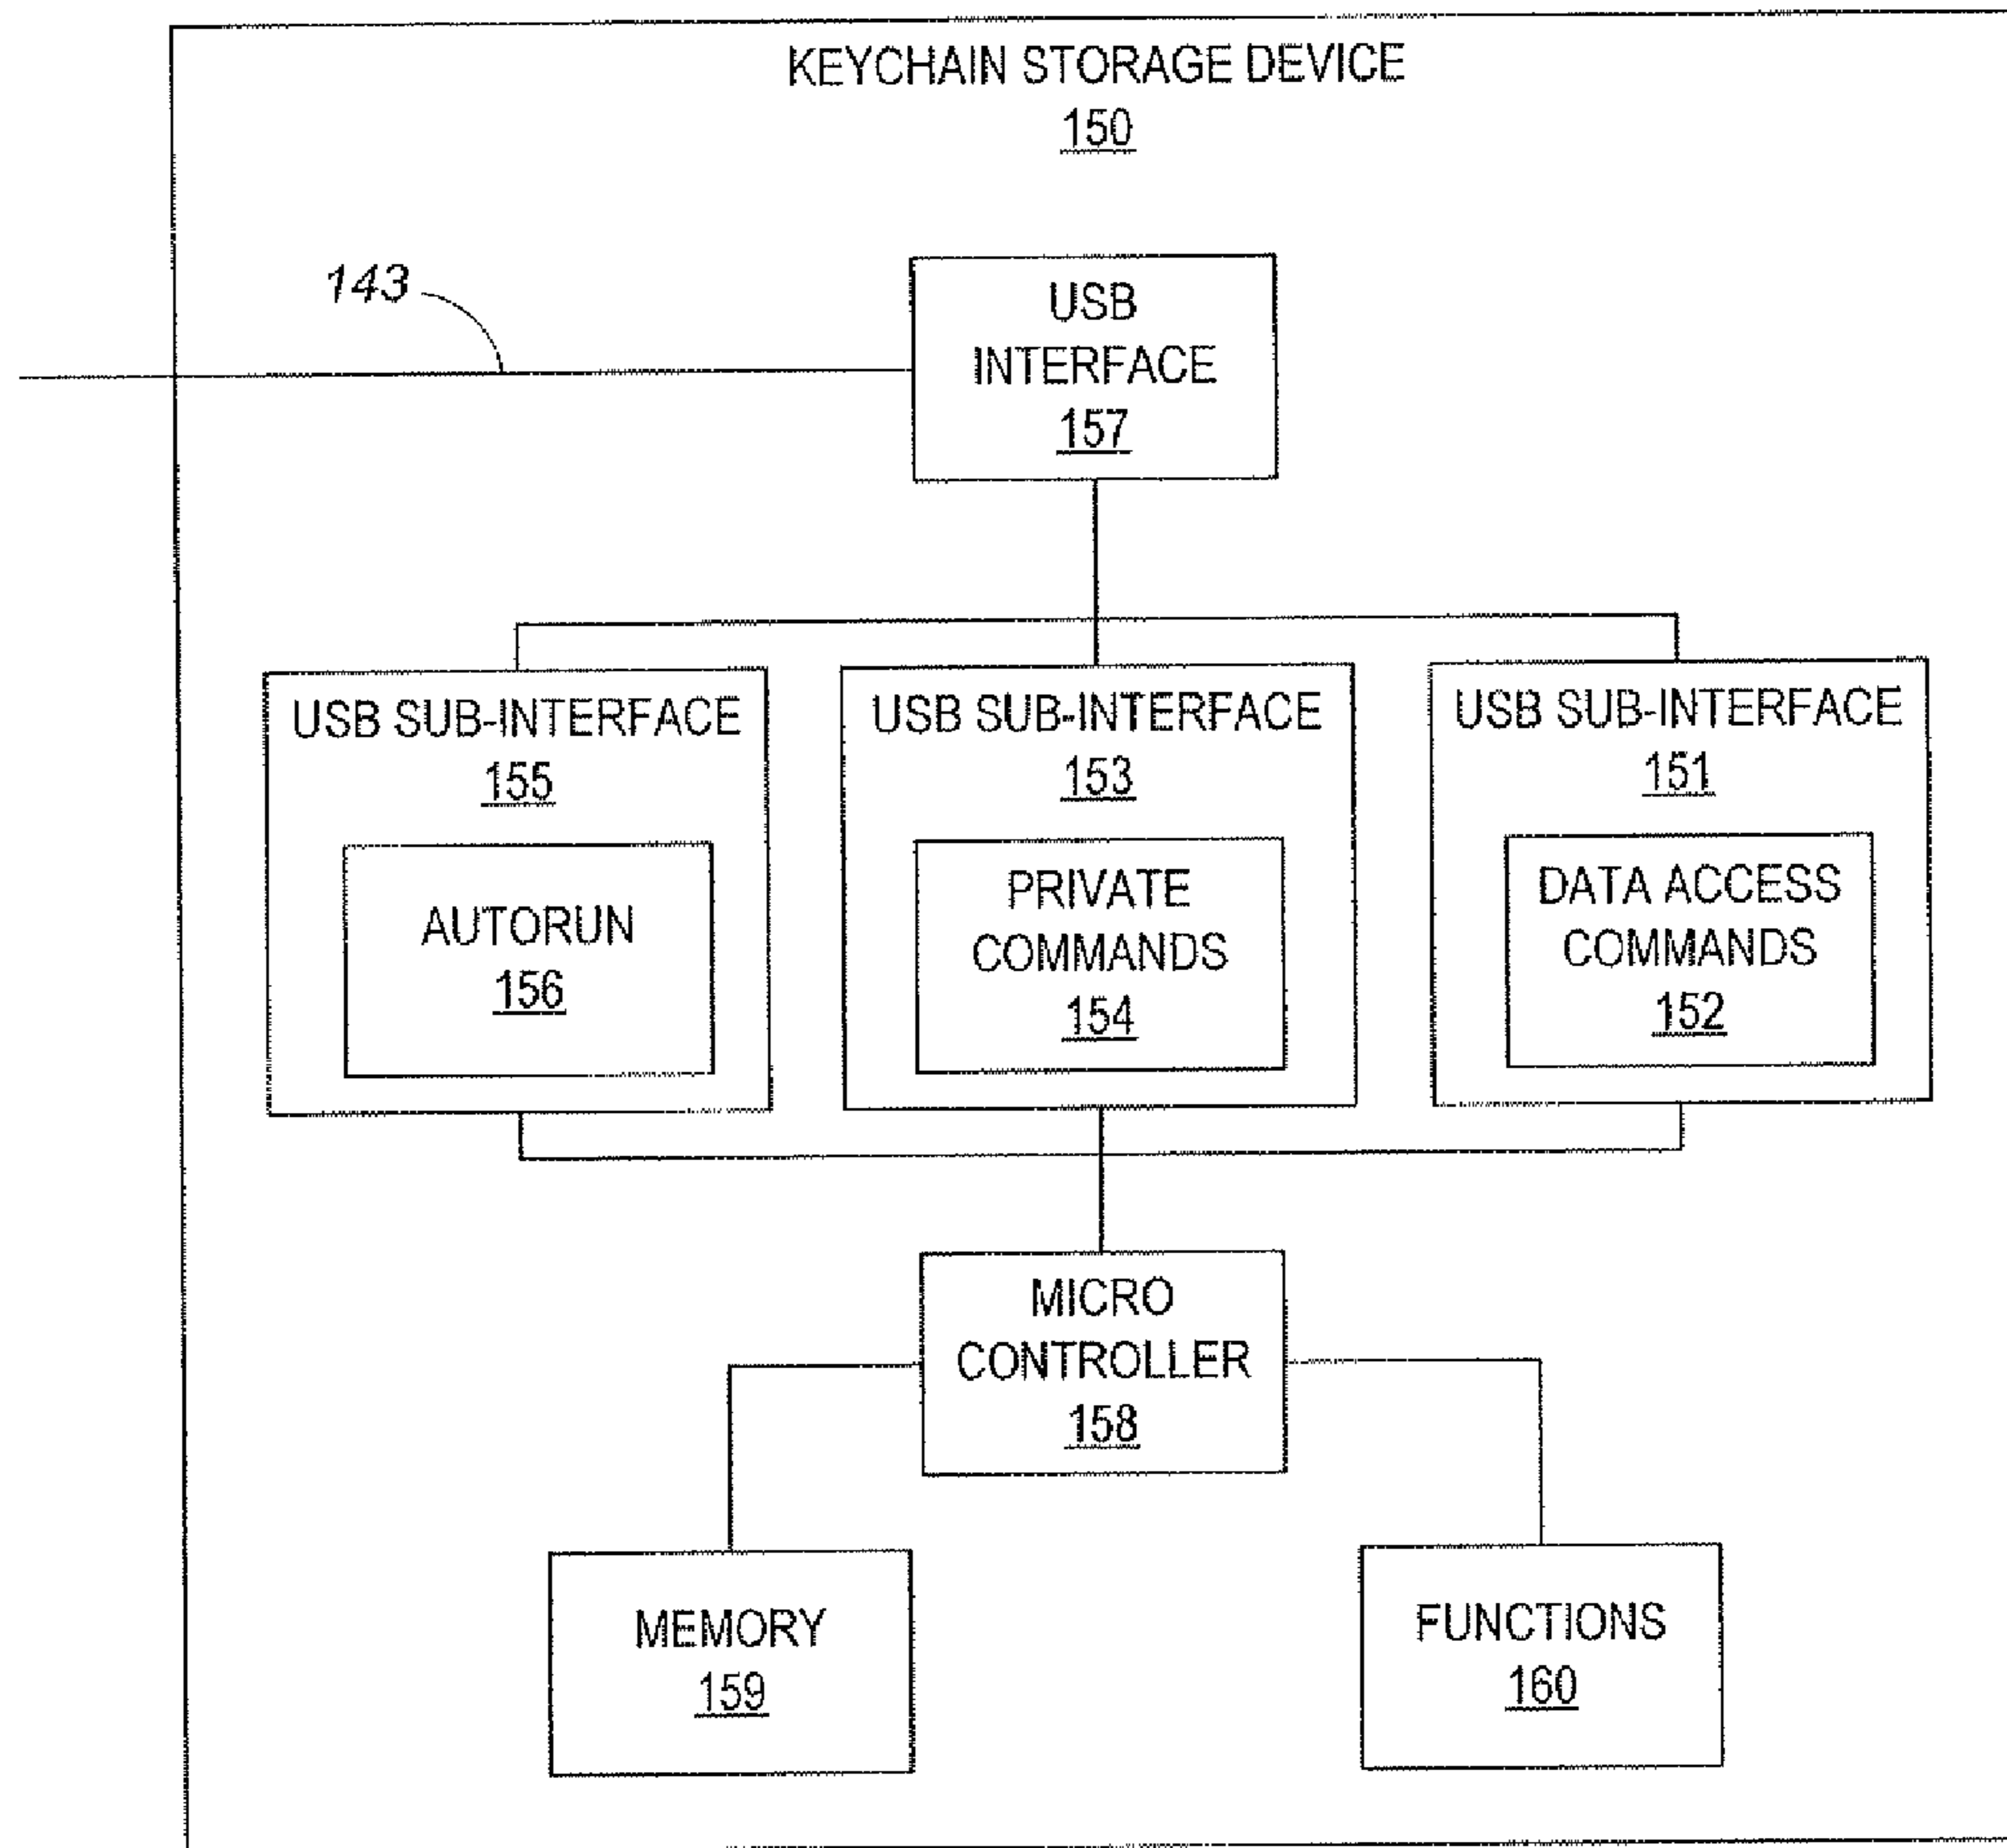 KEYCHAIN STORAGE DEVICE
150
143
USB
INTERFACE
157
USB SUB-INTERFACE
155
AUTORUN
156
USB SUB-INTERFACE
153
PRIVATE
COMMANDS
154
USB SUB-INTERFACE
151
DATA ACCESS
COMMANDS
152
MICRO
CONTROLLER
158
MEMORY
159
FUNCTIONS
160